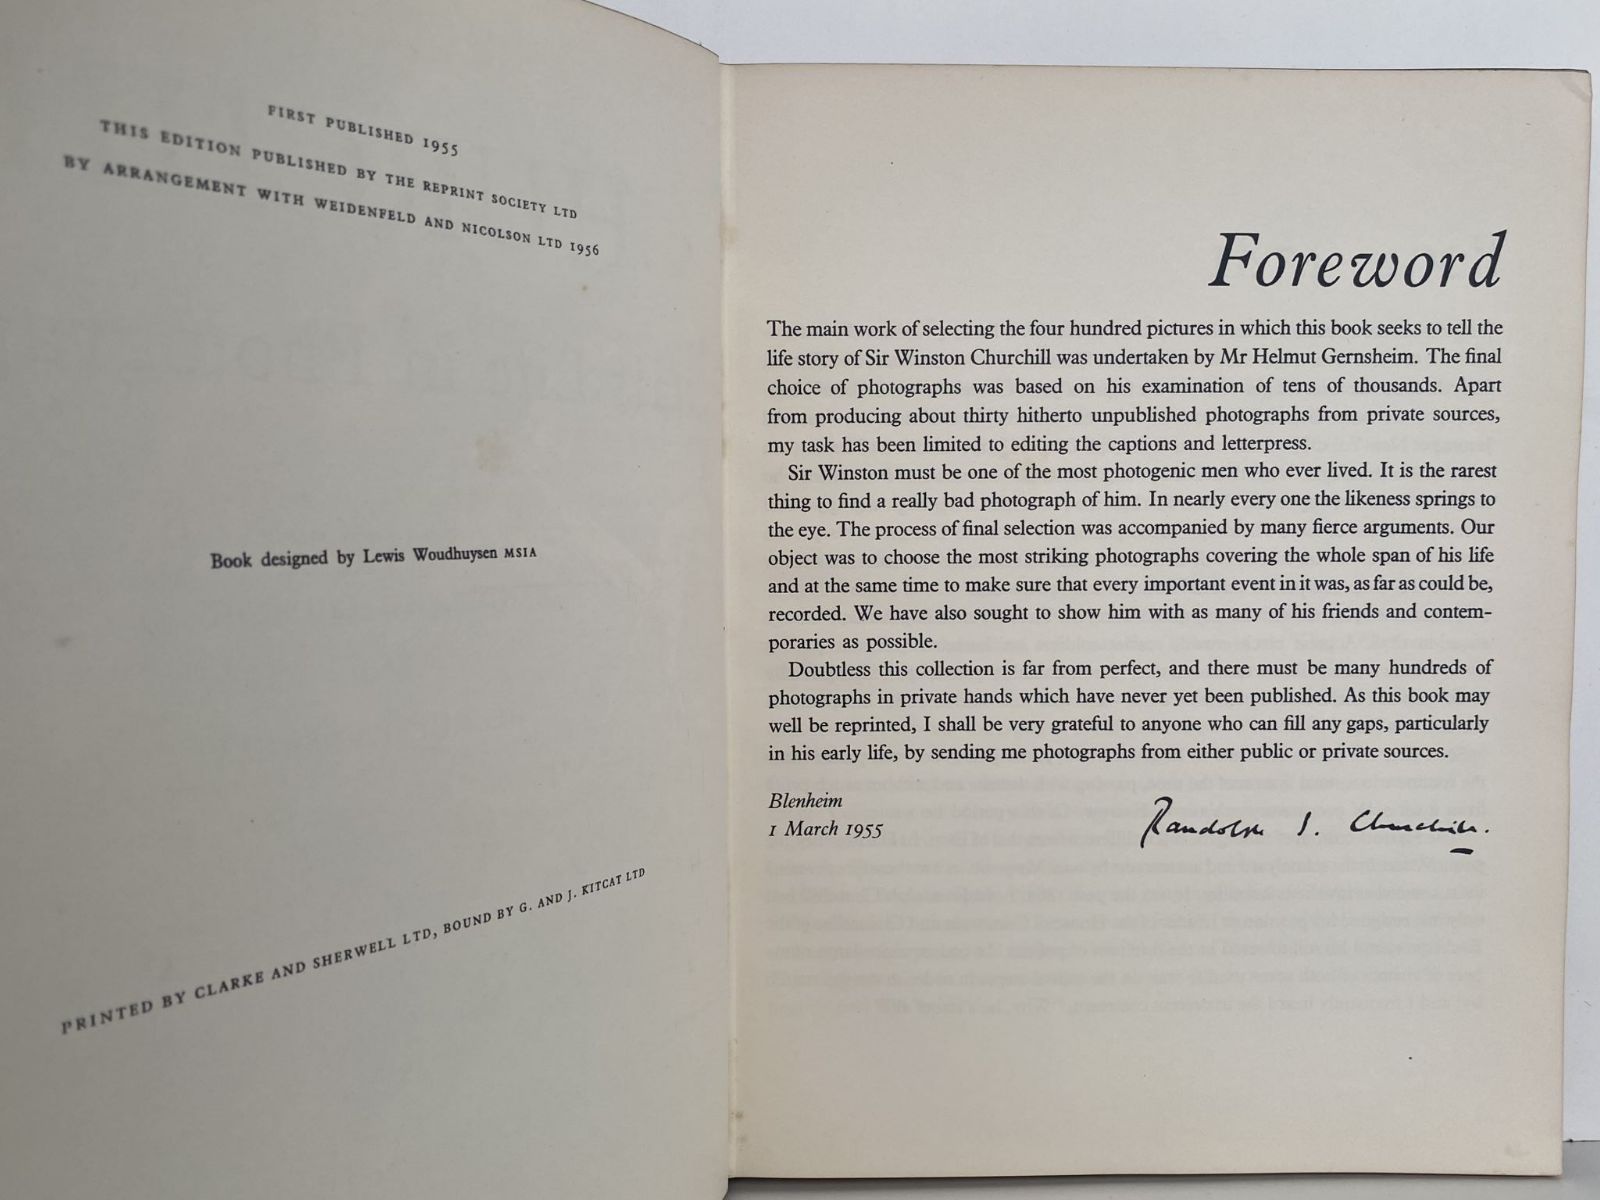 FIRST PUBLISHED 1955
THIS EDITION PUBLISHED BY THE REPRINT SOCIETY LTD
BY ARRANGEMENT WITH WEIDENFELD AND NICOLSON LTD 1956
Book designed by Lewis Woudhuysen MSIA
PRINTED BY CLARKE AND SHERWELL LTD, BOUND BY G. AND J. KITCAT LTD
Foreword
The main work of selecting the four hundred pictures in which this book seeks to tell the
life story of Sir Winston Churchill was undertaken by Mr Helmut Gernsheim. The final
choice of photographs was based on his examination of tens of thousands. Apart
from producing about thirty hitherto unpublished photographs from private sources,
my task has been limited to editing the captions and letterpress.
Sir Winston must be one of the most photogenic men who ever lived. It is the rarest
thing to find a really bad photograph of him. In nearly every one the likeness springs to
the eye. The process of final selection was accompanied by many fierce arguments. Our
object was to choose the most striking photographs covering the whole span of his life
and at the same time to make sure that every important event in it was, as far as could be,
recorded. We have also sought to show him with as many of his friends and contem-
poraries as possible.
Doubtless this collection is far from perfect, and there must be many hundreds of
photographs in private hands which have never yet been published. As this book may
well be reprinted, I shall be very grateful to anyone who can fill any gaps, particularly
in his early life, by sending me photographs from either public or private sources.
Blenheim
1 March 1955
Randolph S. Churchill.